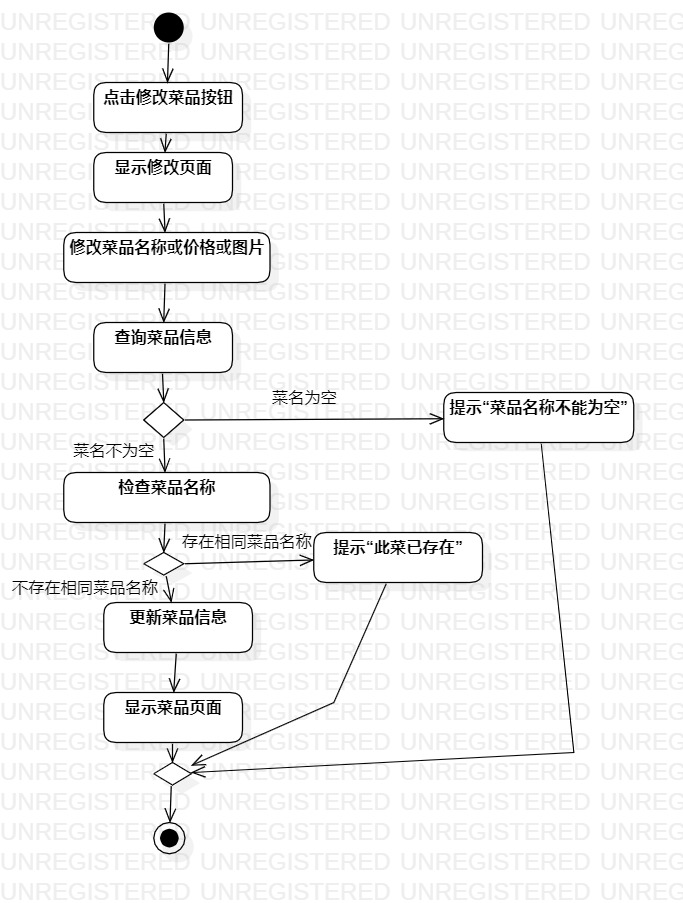 点击修改菜品按钮
显示修改页面
修改菜品名称或价格或图片
查询菜品信息
菜名为空
提示“菜品名称不能为空”
菜名不为空
检查菜品名称
存在相同菜品名称
提示“此菜已存在”
不存在相同菜品名称
更新菜品信息
显示菜品页面
UNREGISTERED